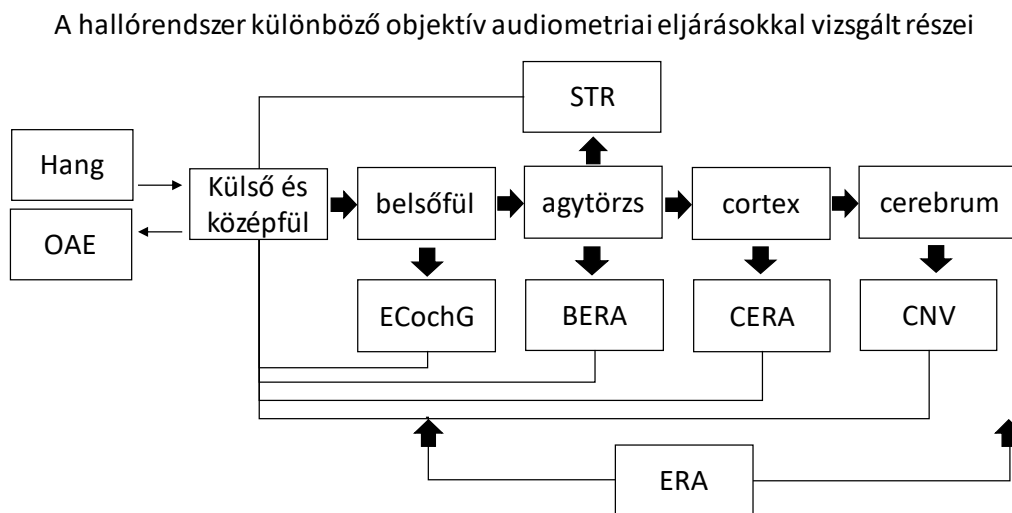 A hallórendszer különböző objektív audiometriai eljárásokkal vizsgált részei
STR
Hang
OAE
Külső és
középfül
belsőfül
agytörzs
cortex
cerebrum
ECochG
BERA
CERA
CNV
ERA